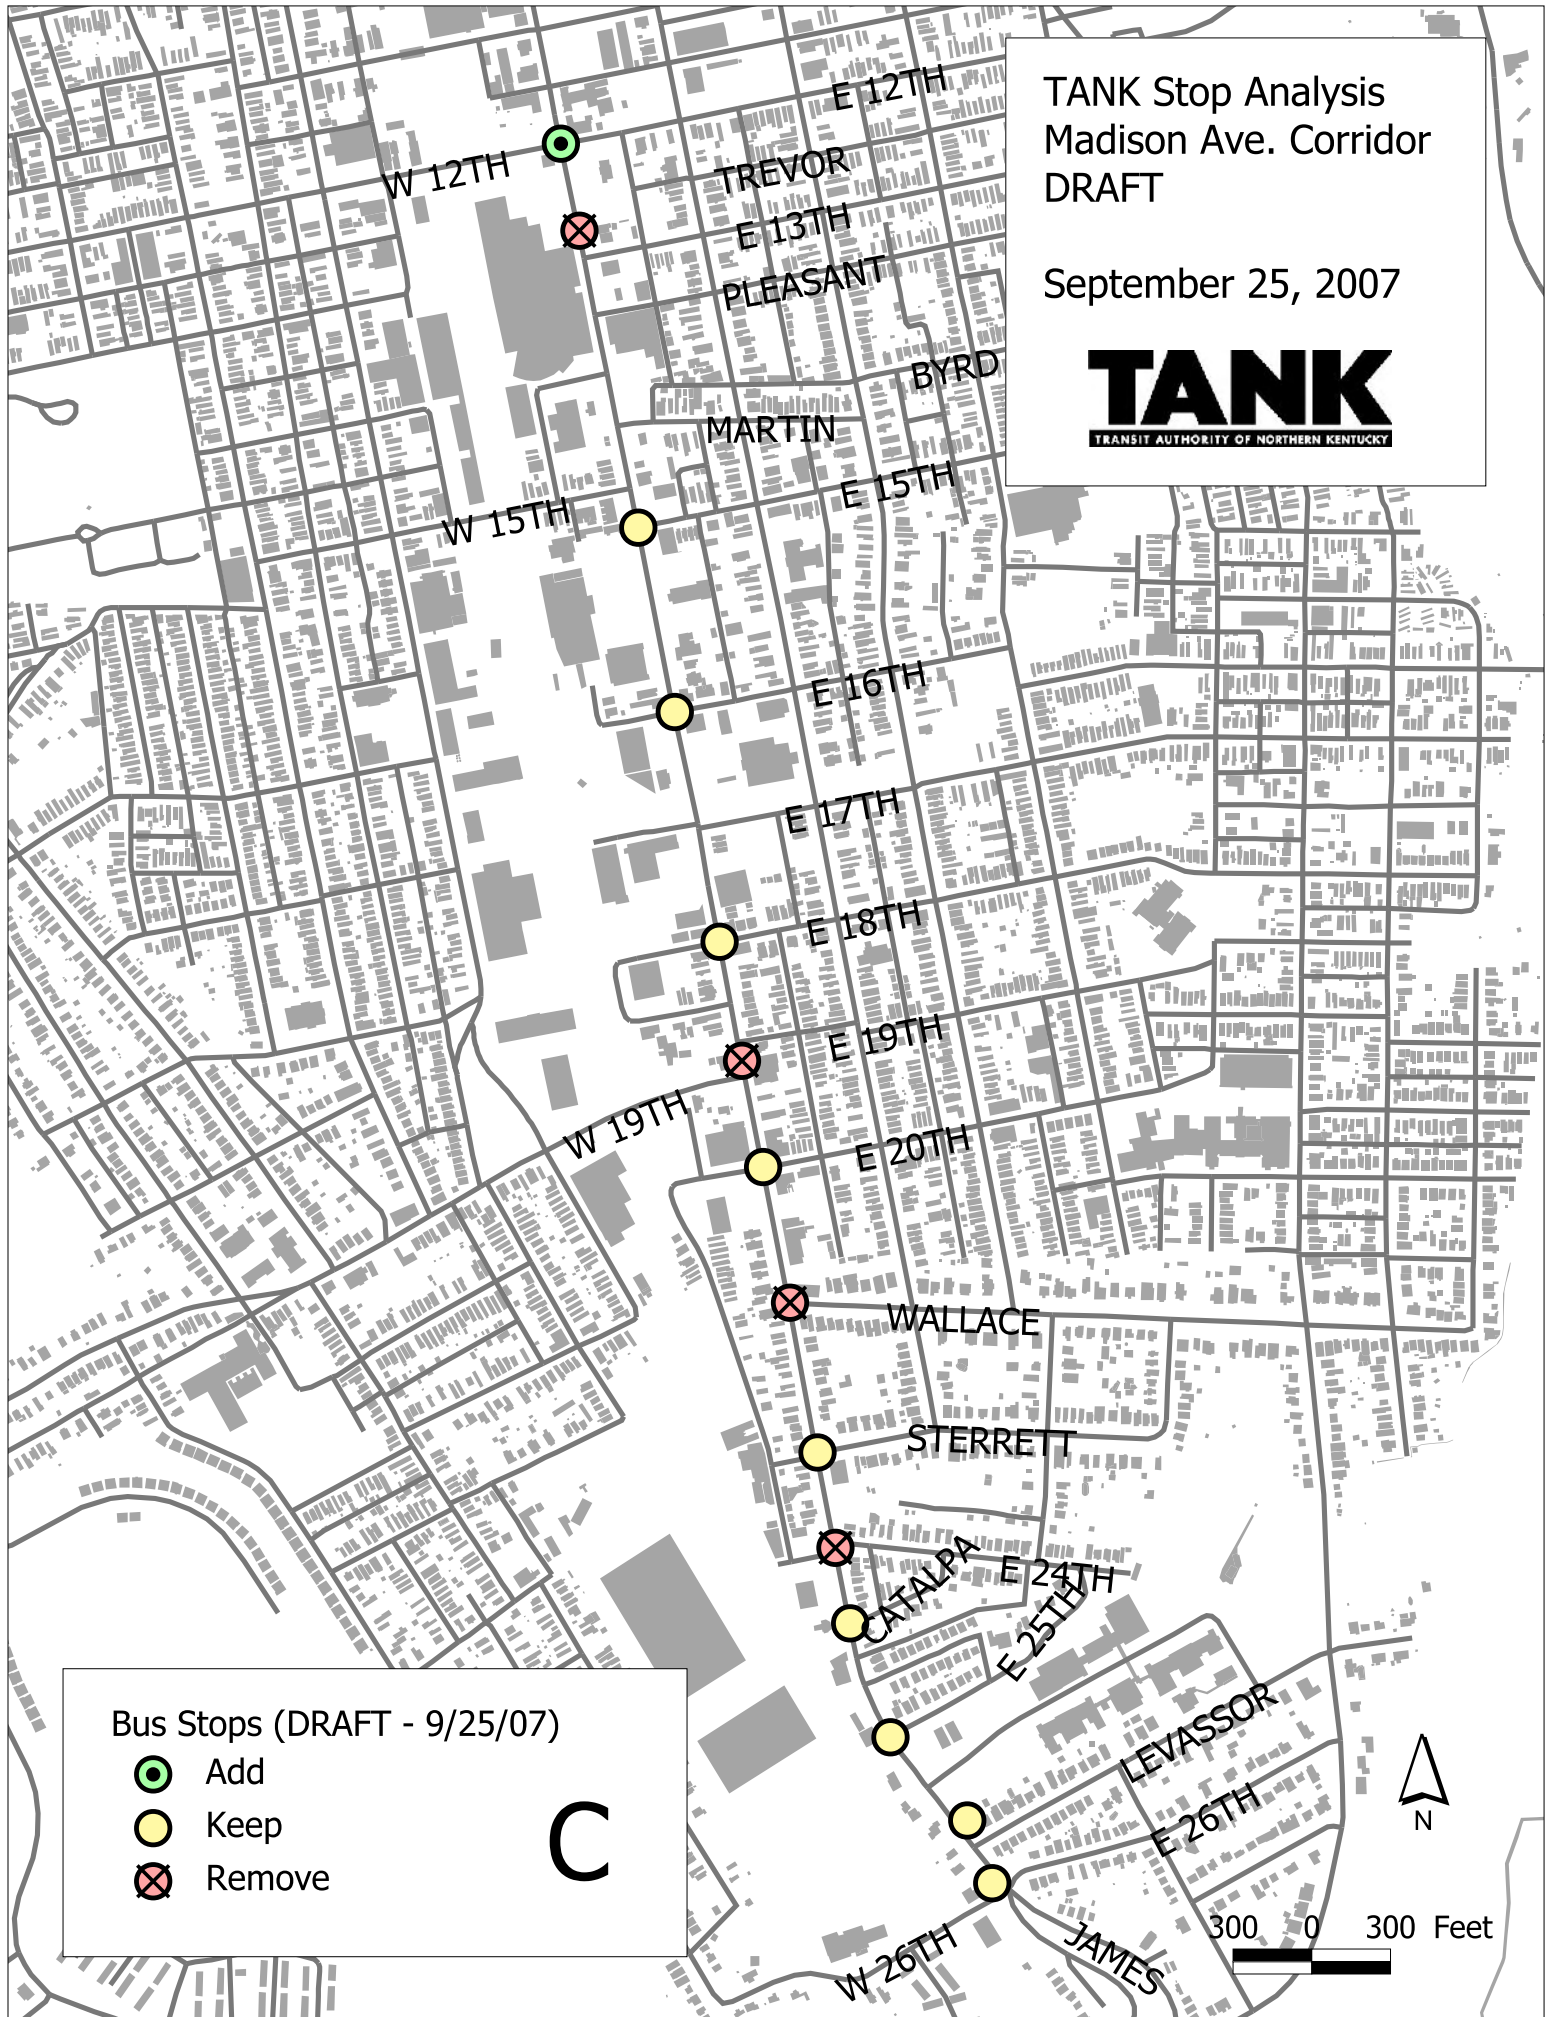 E 12TH
W 12TH
TREVOR
E 13TH
PLEASANT
BYRD
MARTIN
E 15TH
W 15TH
E 16TH
E 17TH
E 18TH
E 19TH
W 19TH
E 20TH
WALLACE
STERRETT
CATALPA
E 24TH
E 25TH
LEVASSOR
E 26TH
W 26TH
JAMES
TANK Stop Analysis
Madison Ave. Corridor
DRAFT
September 25, 2007
TANK
TRANSIT AUTHORITY OF NORTHERN KENTUCKY
Bus Stops (DRAFT - 9/25/07)
Add
Keep
Remove
C
N
300 0 300 Feet